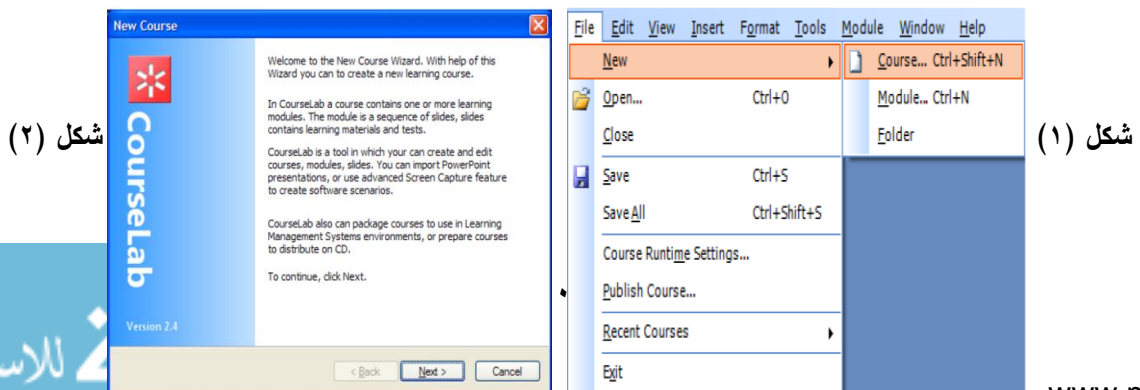 شكل (١)
File Edit View Insert Format Tools Module Window Help
New
Course... Ctrl+Shift+N
Open... Ctrl+O
Module... Ctrl+N
Close
Folder
Save Ctrl+S
Save All Ctrl+Shift+S
Course Runtime Settings...
Publish Course...
Recent Courses
Exit
شكل (٢)
New Course
CourseLab
Version 2.4
Welcome to the New Course Wizard. With help of this
Wizard you can to create a new learning course.
In CourseLab a course contains one or more learning
modules. The module is a sequence of slides, slides
contains learning materials and tests.
CourseLab is a tool in which your can create and edit
courses, modules, slides. You can import PowerPoint
presentations, or use advanced Screen Capture feature
to create software scenarios.
CourseLab also can package courses to use in Learning
Management Systems environments, or prepare courses
to distribute on CD.
To continue, click Next.
< Back Next > Cancel